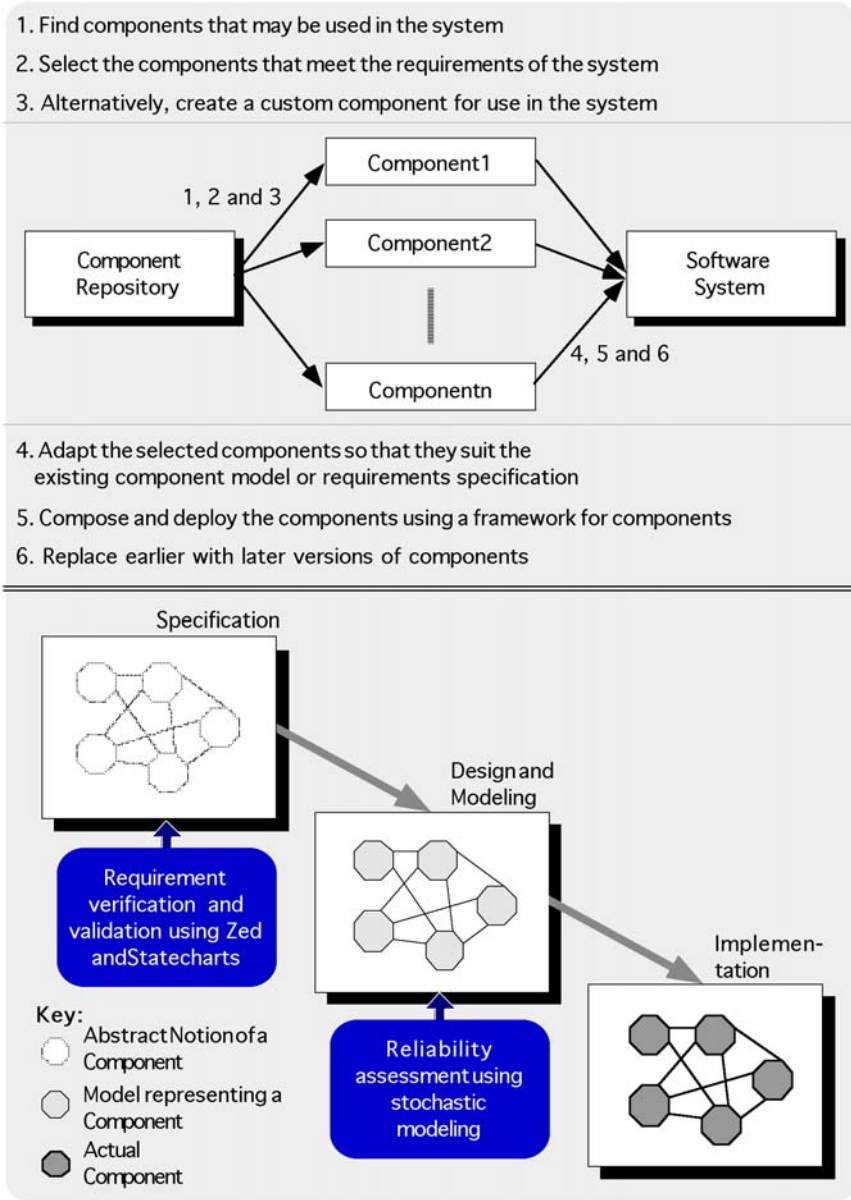 1. Find components that may be used in the system
2. Select the components that meet the requirements of the system
3. Alternatively, create a custom component for use in the system
Component1
1, 2 and 3
Component2
Component
Repository
Software
System
4, 5 and 6
Componentn
4. Adapt the selected components so that they suit the
existing component model or requirements specification
5. Compose and deploy the components using a framework for components
6. Replace earlier with later versions of components
Specification
Design and
Modeling
Requirement
verification and
validation using Zed
andStatecharts
Implemen-
tation
Key:
Abstract Notion of a
Component
Model representing a
Component
Actual
Component
Reliability
assessment using
stochastic
modeling